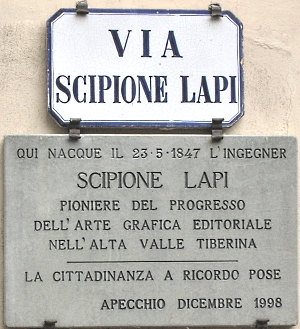 VIA
SCIPIONE LAPI
QUI NACQUE IL 23·5·1847 L'INGEGNER
SCIPIONE LAPI
PIONIERE DEL PROGRESSO
DELL'ARTE GRAFICA EDITORIALE
NELL'ALTA VALLE TIBERINA
LA CITTADINANZA A RICORDO POSE
APECCHIO DICEMBRE 1998